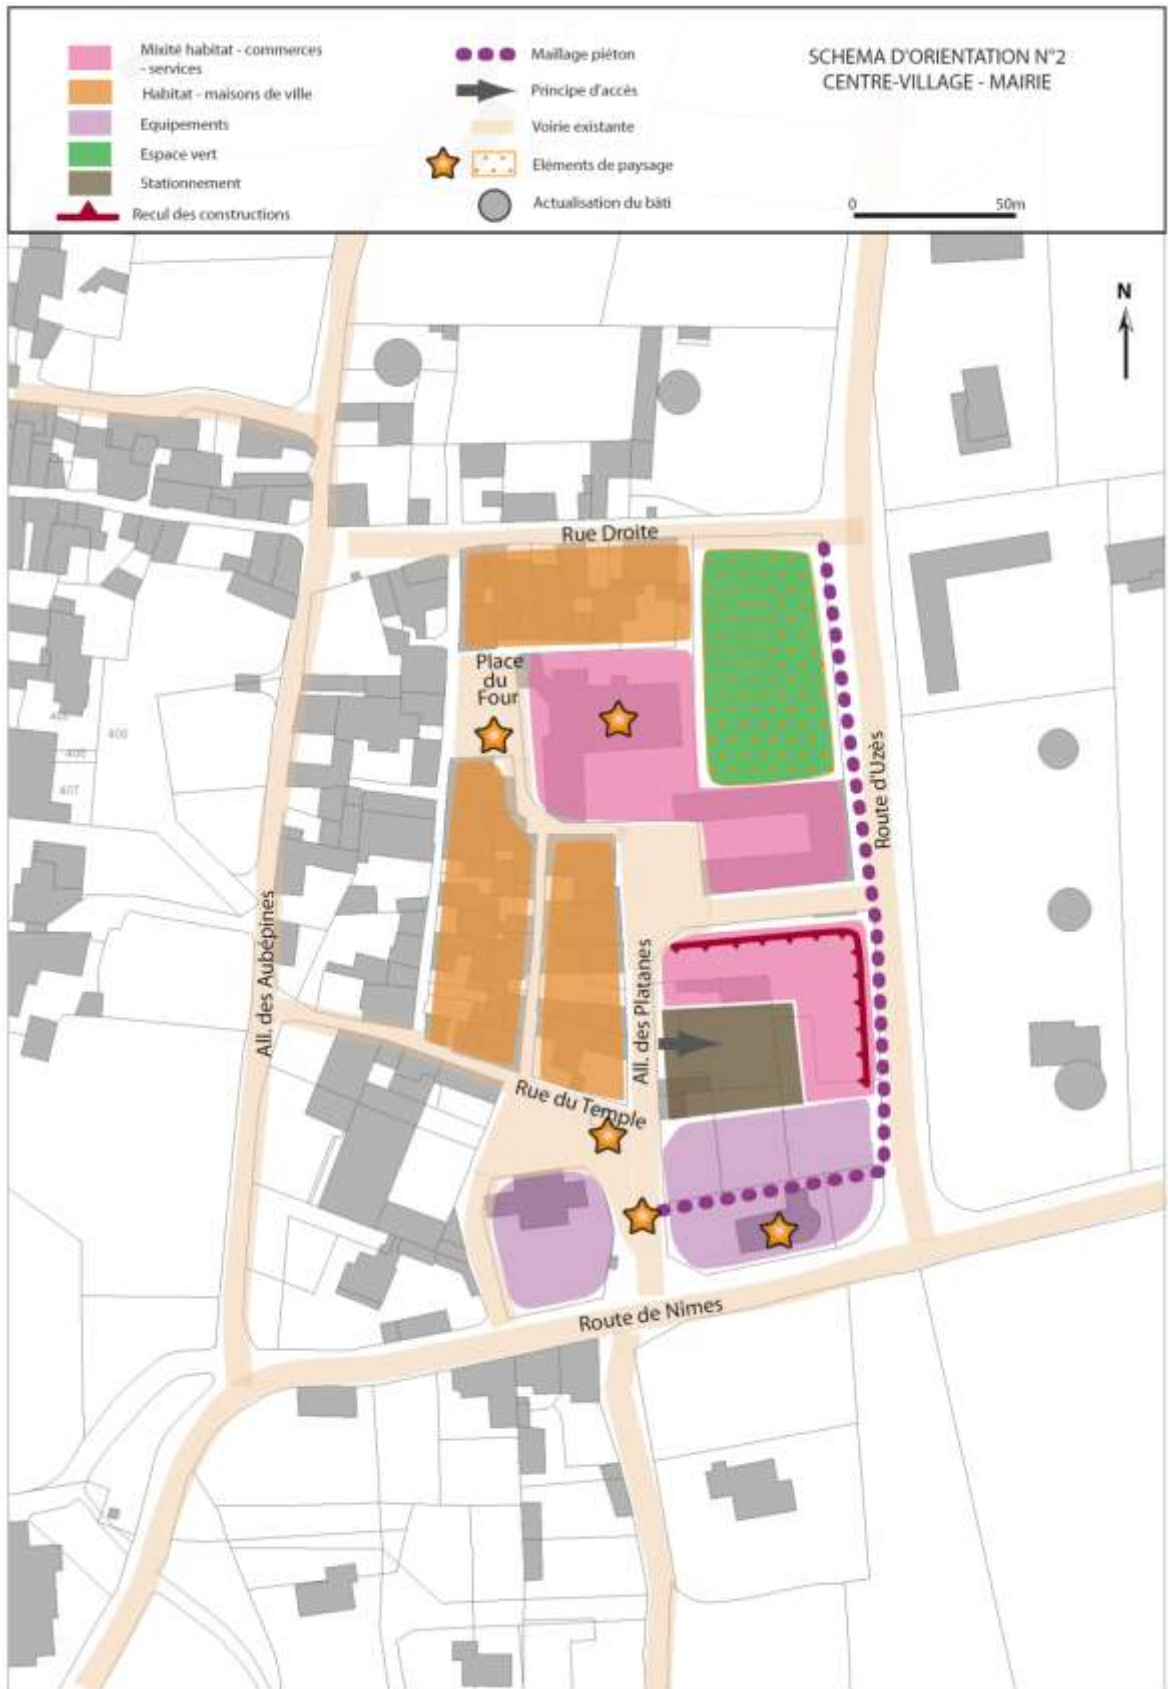 Mixité habitat - commerces
- services
Habitat - maisons de ville
Equipements
Espace vert
Stationnement
Recul des constructions
Maillage piéton
Principe d'accès
Voirie existante
Eléments de paysage
Actualisation du bâti
SCHEMA D'ORIENTATION N°2
CENTRE-VILLAGE - MAIRIE
0 50m
N
Rue Droite
Place
du
Four
408
406
407
Route d'Uzès
All. des Aubépines
All. des Platanes
Rue du Temple
Route de Nîmes